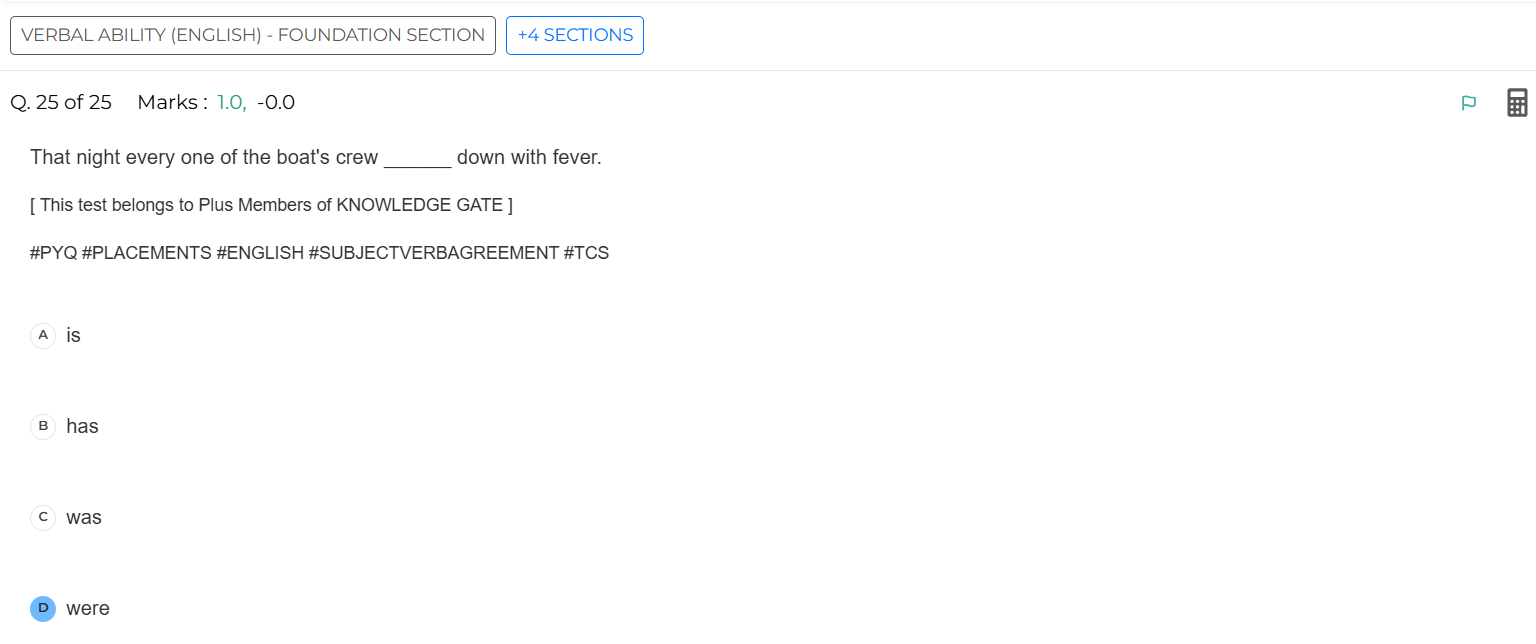 VERBAL ABILITY (ENGLISH) - FOUNDATION SECTION +4 SECTIONS
Q. 25 of 25 Marks : 1.0, -0.0
That night every one of the boat's crew ______ down with fever.
[ This test belongs to Plus Members of KNOWLEDGE GATE ]
#PYQ #PLACEMENTS #ENGLISH #SUBJECTVERBAGREEMENT #TCS
A is
B has
C was
D were